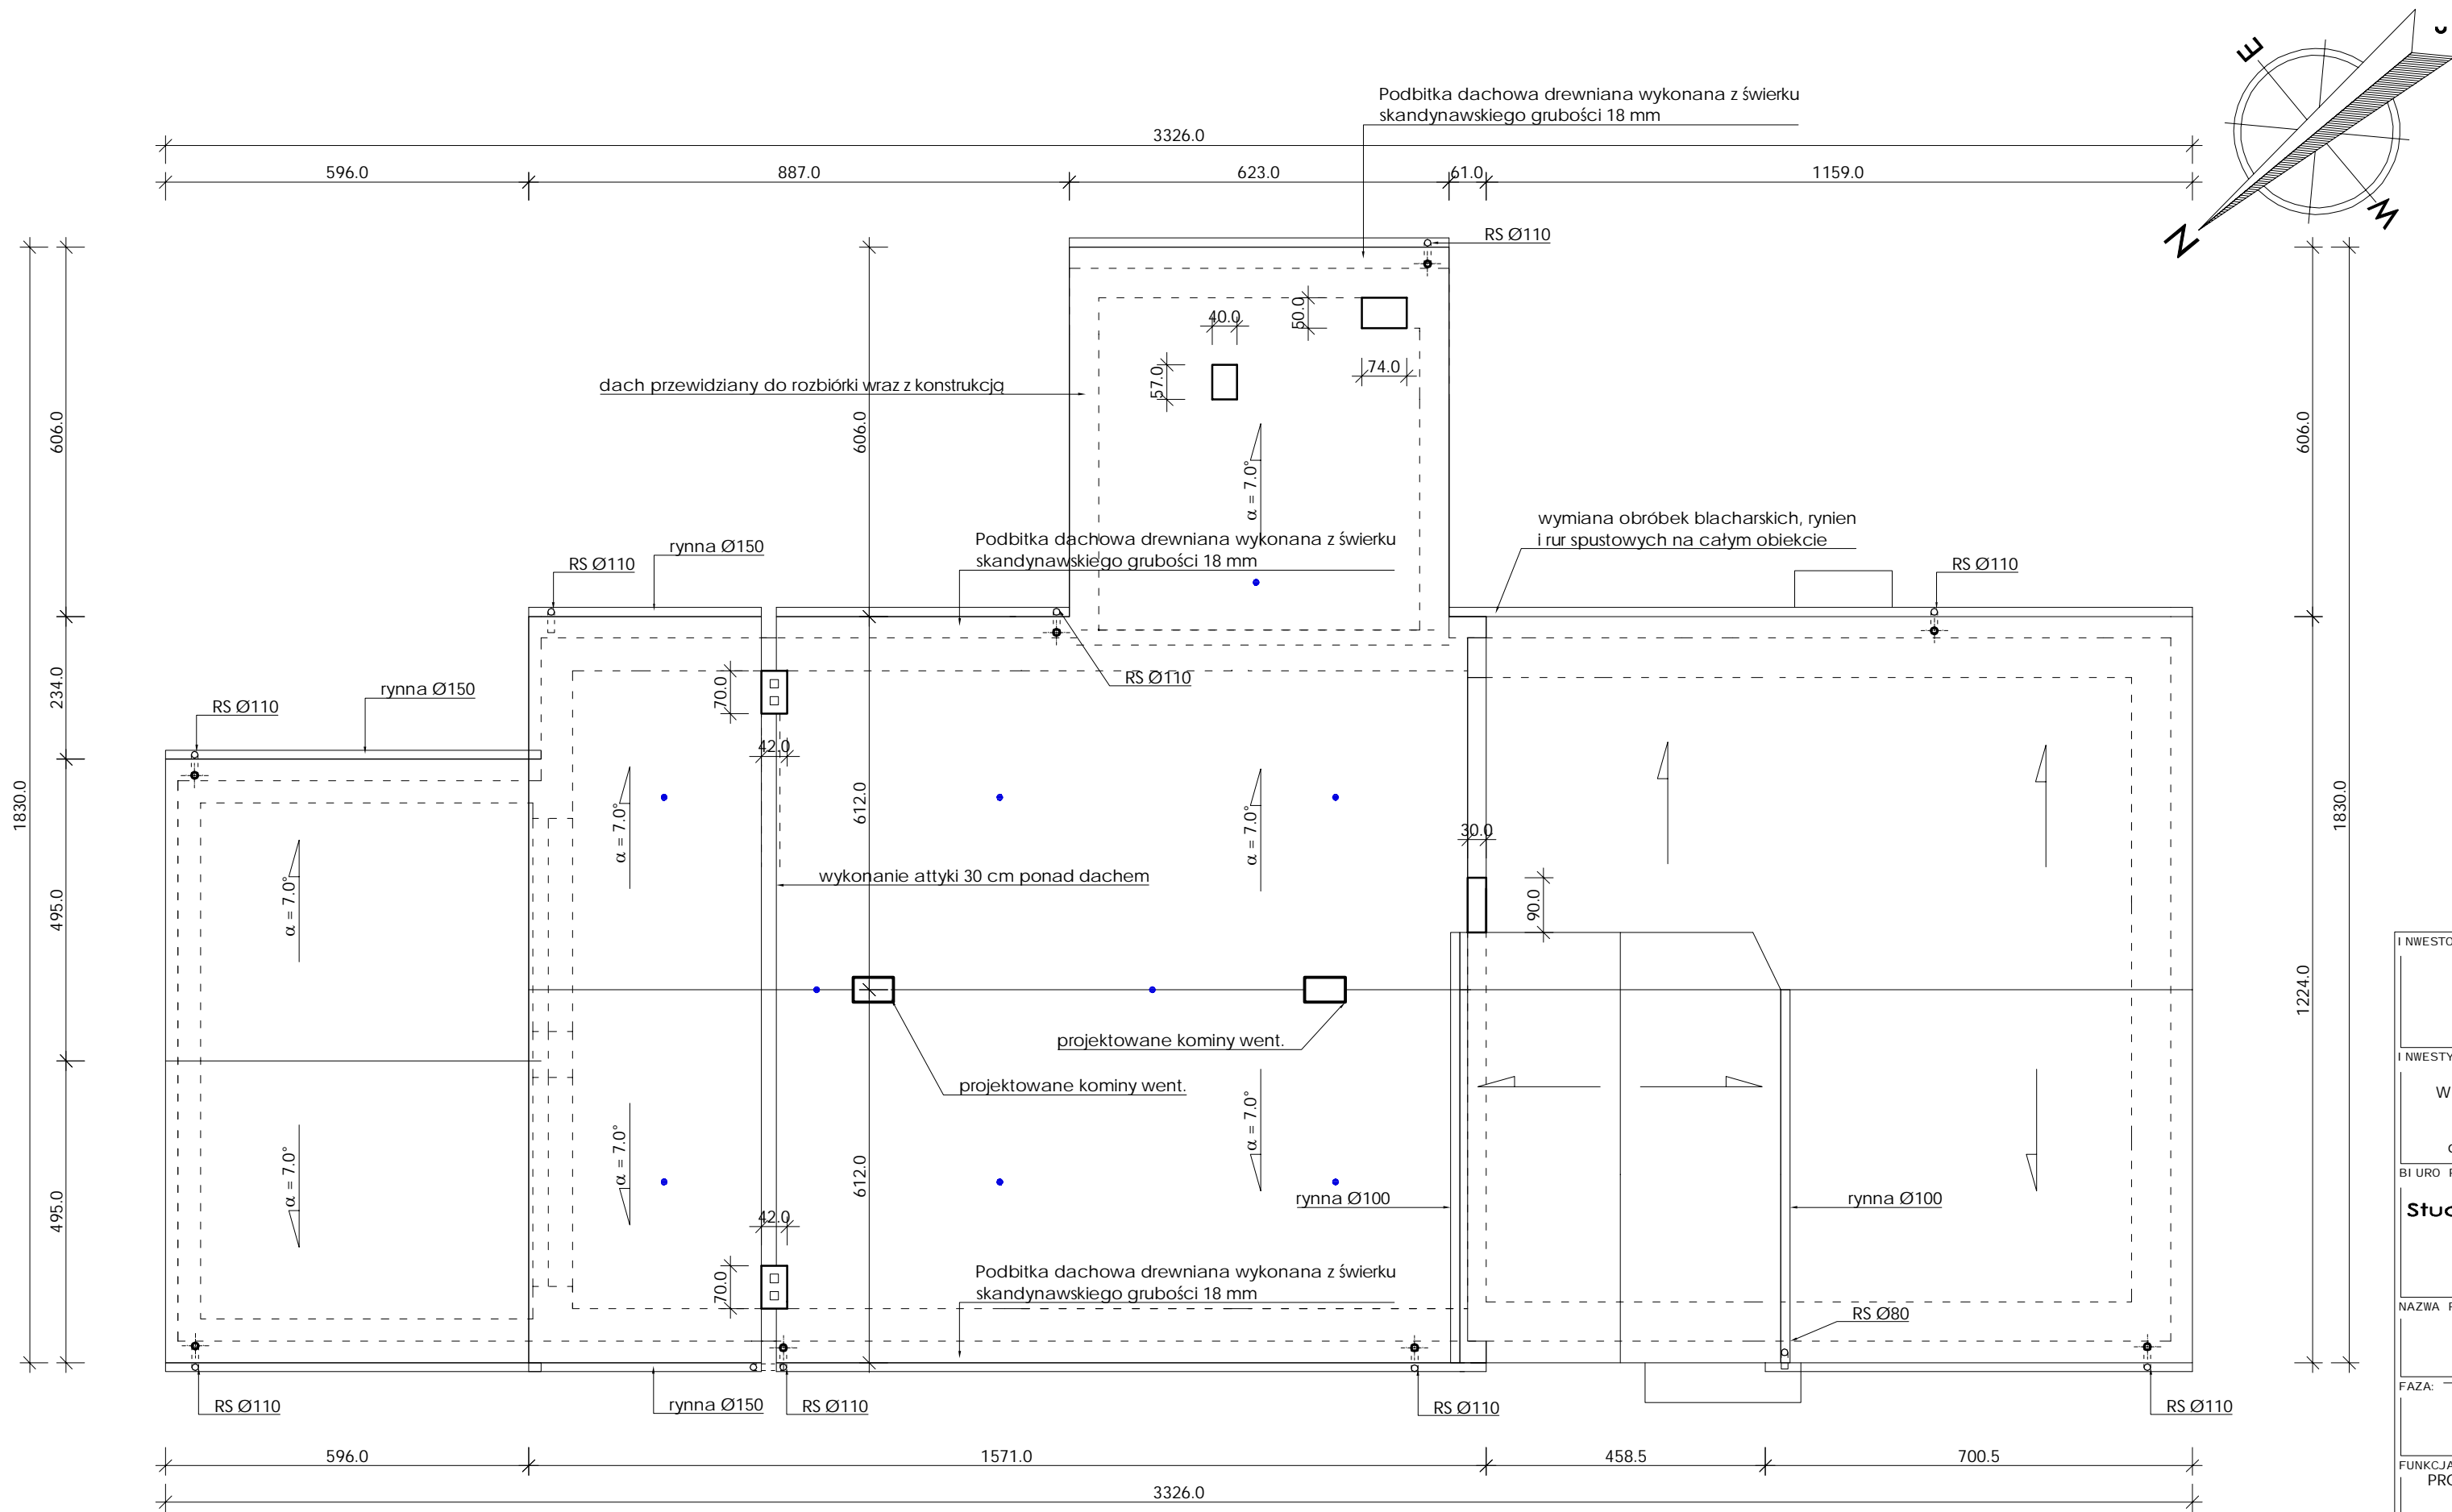 E
W
N
Podbitka dachowa drewniana wykonana z świerku
skandynawskiego grubości 18 mm
3326.0
596.0
887.0
623.0
61.0
1159.0
RS Ø110
40.0
50.0
57.0
74.0
dach przewidziany do rozbiórki wraz z konstrukcją
606.0
606.0
606.0
α = 7.0°
wymiana obróbek blacharskich, rynien
i rur spustowych na całym obiekcie
Podbitka dachowa drewniana wykonana z świerku
skandynawskiego grubości 18 mm
rynna Ø150
RS Ø110
RS Ø110
RS Ø110
rynna Ø150
RS Ø110
2234.0
70.0
42.0
1830.0
612.0
1830.0
α = 7.0°
α = 7.0°
α = 7.0°
30.0
wykonanie attyki 30 cm ponad dachem
495.0
90.0
1224.0
projektowane kominy went.
projektowane kominy went.
α = 7.0°
α = 7.0°
α = 7.0°
495.0
612.0
rynna Ø100
rynna Ø100
42.0
70.0
Podbitka dachowa drewniana wykonana z świerku
skandynawskiego grubości 18 mm
RS Ø80
RS Ø110
rynna Ø150
RS Ø110
RS Ø110
RS Ø110
596.0
1571.0
458.5
700.5
3326.0
INWESTO
INWESTY
W
BIURO P
Stud
NAZWA P
FAZA:
FUNKCJA
PRO